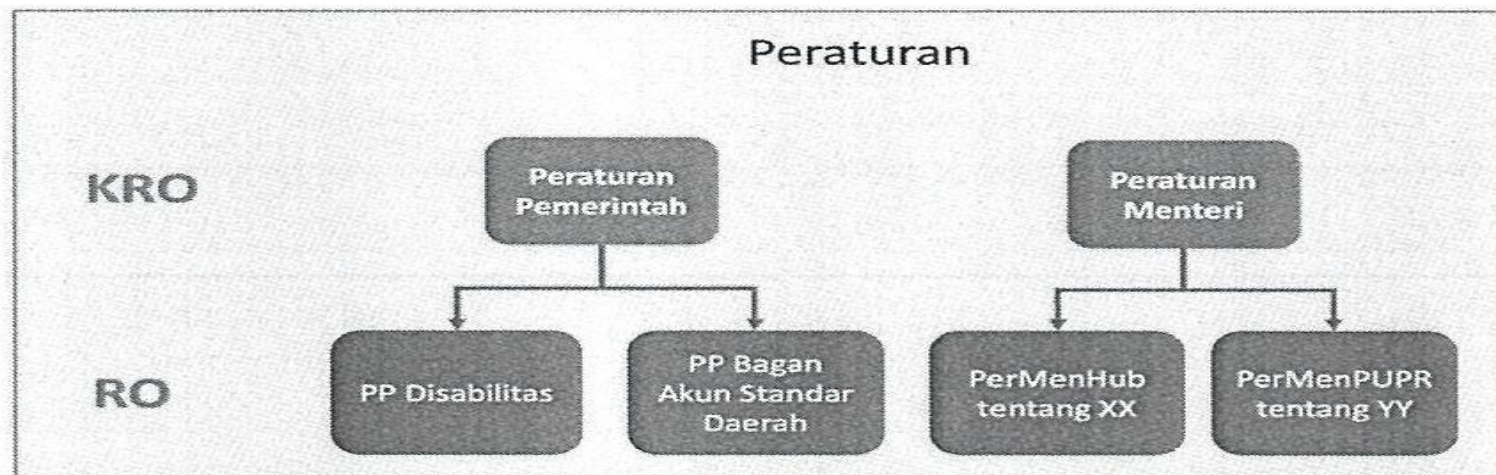 Peraturan
KRO
Peraturan
Pemerintah
Peraturan
Menteri
RO
PP Disabilitas
PP Bagan
Akun Standar
Daerah
PerMenHub
tentang XX
PerMenPUPR
tentang YY